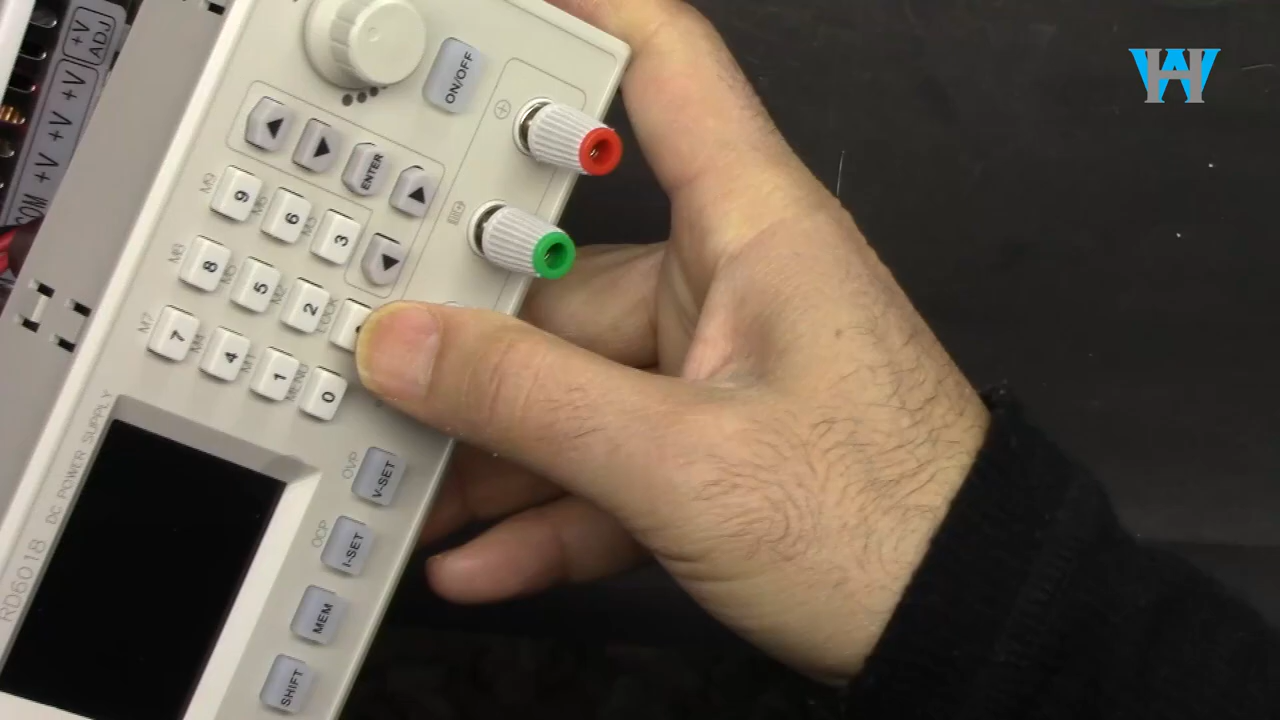 +V +V +V
ADJ
COM
ON/OFF
ENTER
M9
9
M6
6
M3
3
M8
8
M5
5
M2
2
LOCK
M7
7
M4
4
M1
1
MENU
0
RD6018 DC POWER SUPPLY
OVP
V-SET
OCP
I-SET
MEM
SHIFT